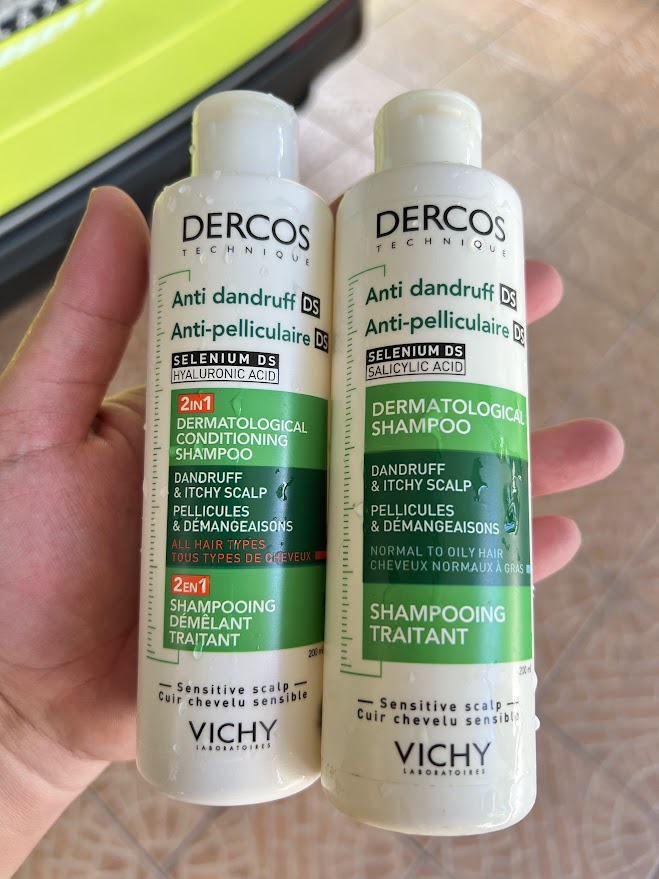 DERCOS
TECHNIQUE
Anti dandruff DS
Anti-pelliculaire DS
SELENIUM DS
HYALURONIC ACID
2IN1
DERMATOLOGICAL
CONDITIONING
SHAMPOO
DANDRUFF
& ITCHY SCALP
PELLICULES
& DÉMANGEAISONS
ALL HAIR TYPES
TOUS TYPES DE CHEVEUX
2EN1
SHAMPOOING
DÉMÊLANT
TRAITANT
200 ml
Sensitive scalp
Cuir chevelu sensible
VICHY
LABORATOIRES
DERCOS
TECHNIQUE
Anti dandruff DS
Anti-pelliculaire DS
SELENIUM DS
SALICYLIC ACID
DERMATOLOGICAL
SHAMPOO
DANDRUFF
& ITCHY SCALP
PELLICULES
& DÉMANGEAISONS
NORMAL TO OILY HAIR
CHEVEUX NORMAUX À GRAS
SHAMPOOING
TRAITANT
200 ml
Sensitive scalp
Cuir chevelu sensible
VICHY
LABORATOIRES